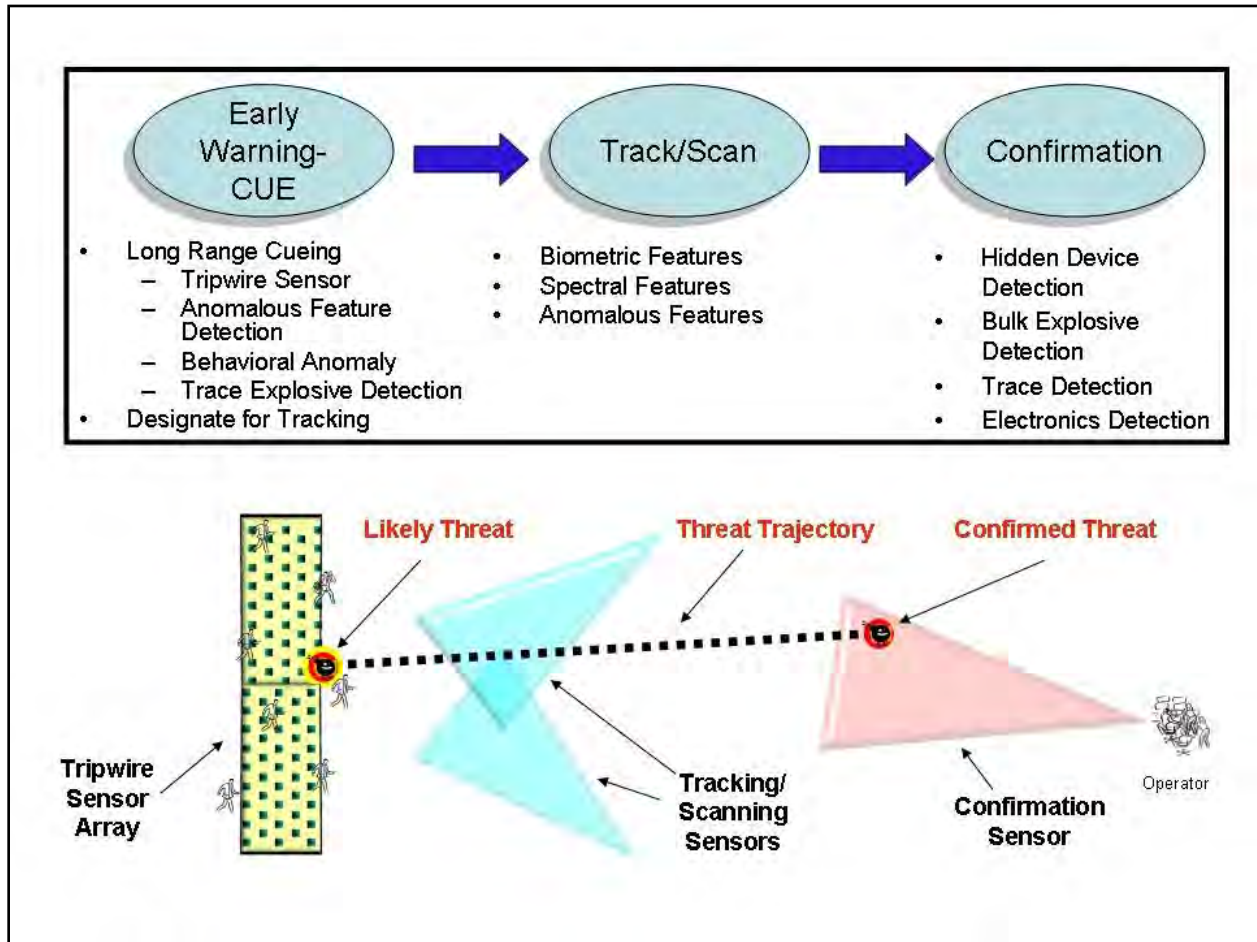 Early
Warning-
CUE
Track/Scan
Confirmation
• Long Range Cueing
– Tripwire Sensor
– Anomalous Feature
Detection
– Behavioral Anomaly
– Trace Explosive Detection
• Designate for Tracking
• Biometric Features
• Spectral Features
• Anomalous Features
• Hidden Device
Detection
• Bulk Explosive
Detection
• Trace Detection
• Electronics Detection
Likely Threat
Threat Trajectory
Confirmed Threat
Tripwire
Sensor
Array
Tracking/
Scanning
Sensors
Confirmation
Sensor
Operator